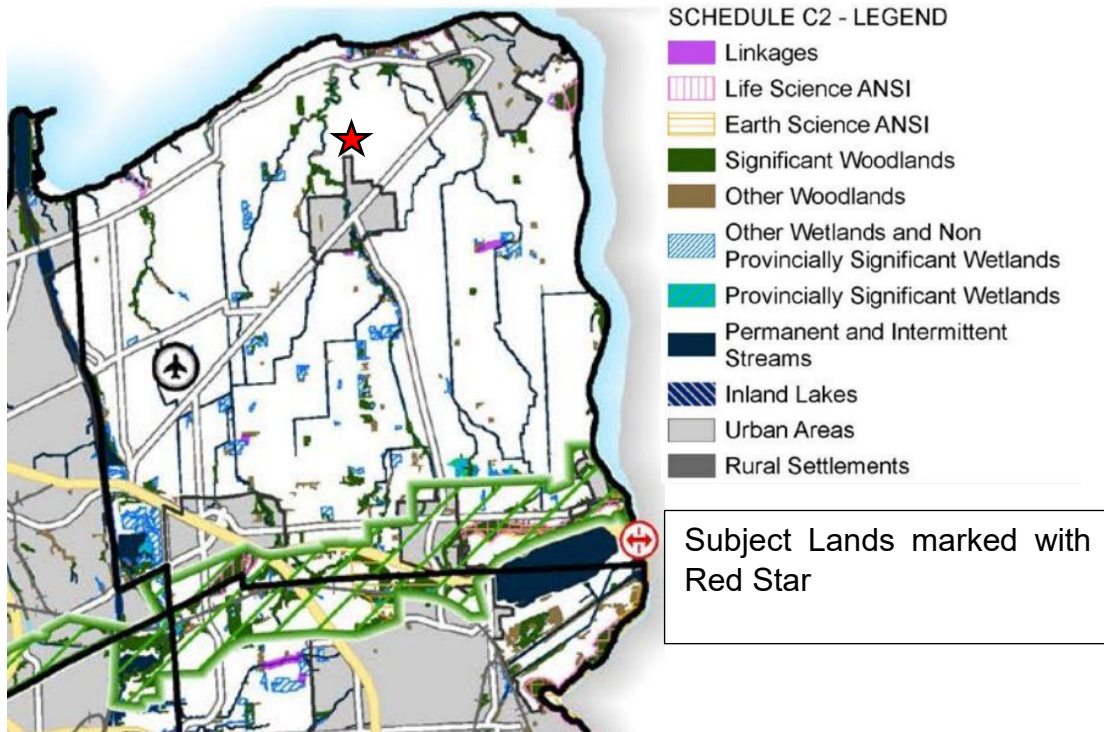 SCHEDULE C2 - LEGEND
Linkages
Life Science ANSI
Earth Science ANSI
Significant Woodlands
Other Woodlands
Other Wetlands and Non
Provincially Significant Wetlands
Provincially Significant Wetlands
Permanent and Intermittent
Streams
Inland Lakes
Urban Areas
Rural Settlements
Subject Lands marked with
Red Star